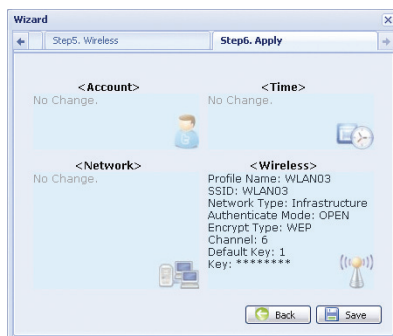 Wizard
Step5. Wireless
Step6. Apply
<Account>
No Change.
<Time>
No Change.
<Network>
No Change.
<Wireless>
Profile Name: WLAN03
SSID: WLAN03
Network Type: Infrastructure
Authenticate Mode: OPEN
Encrypt Type: WEP
Channel: 6
Default Key: 1
Key: ********
Back
Save